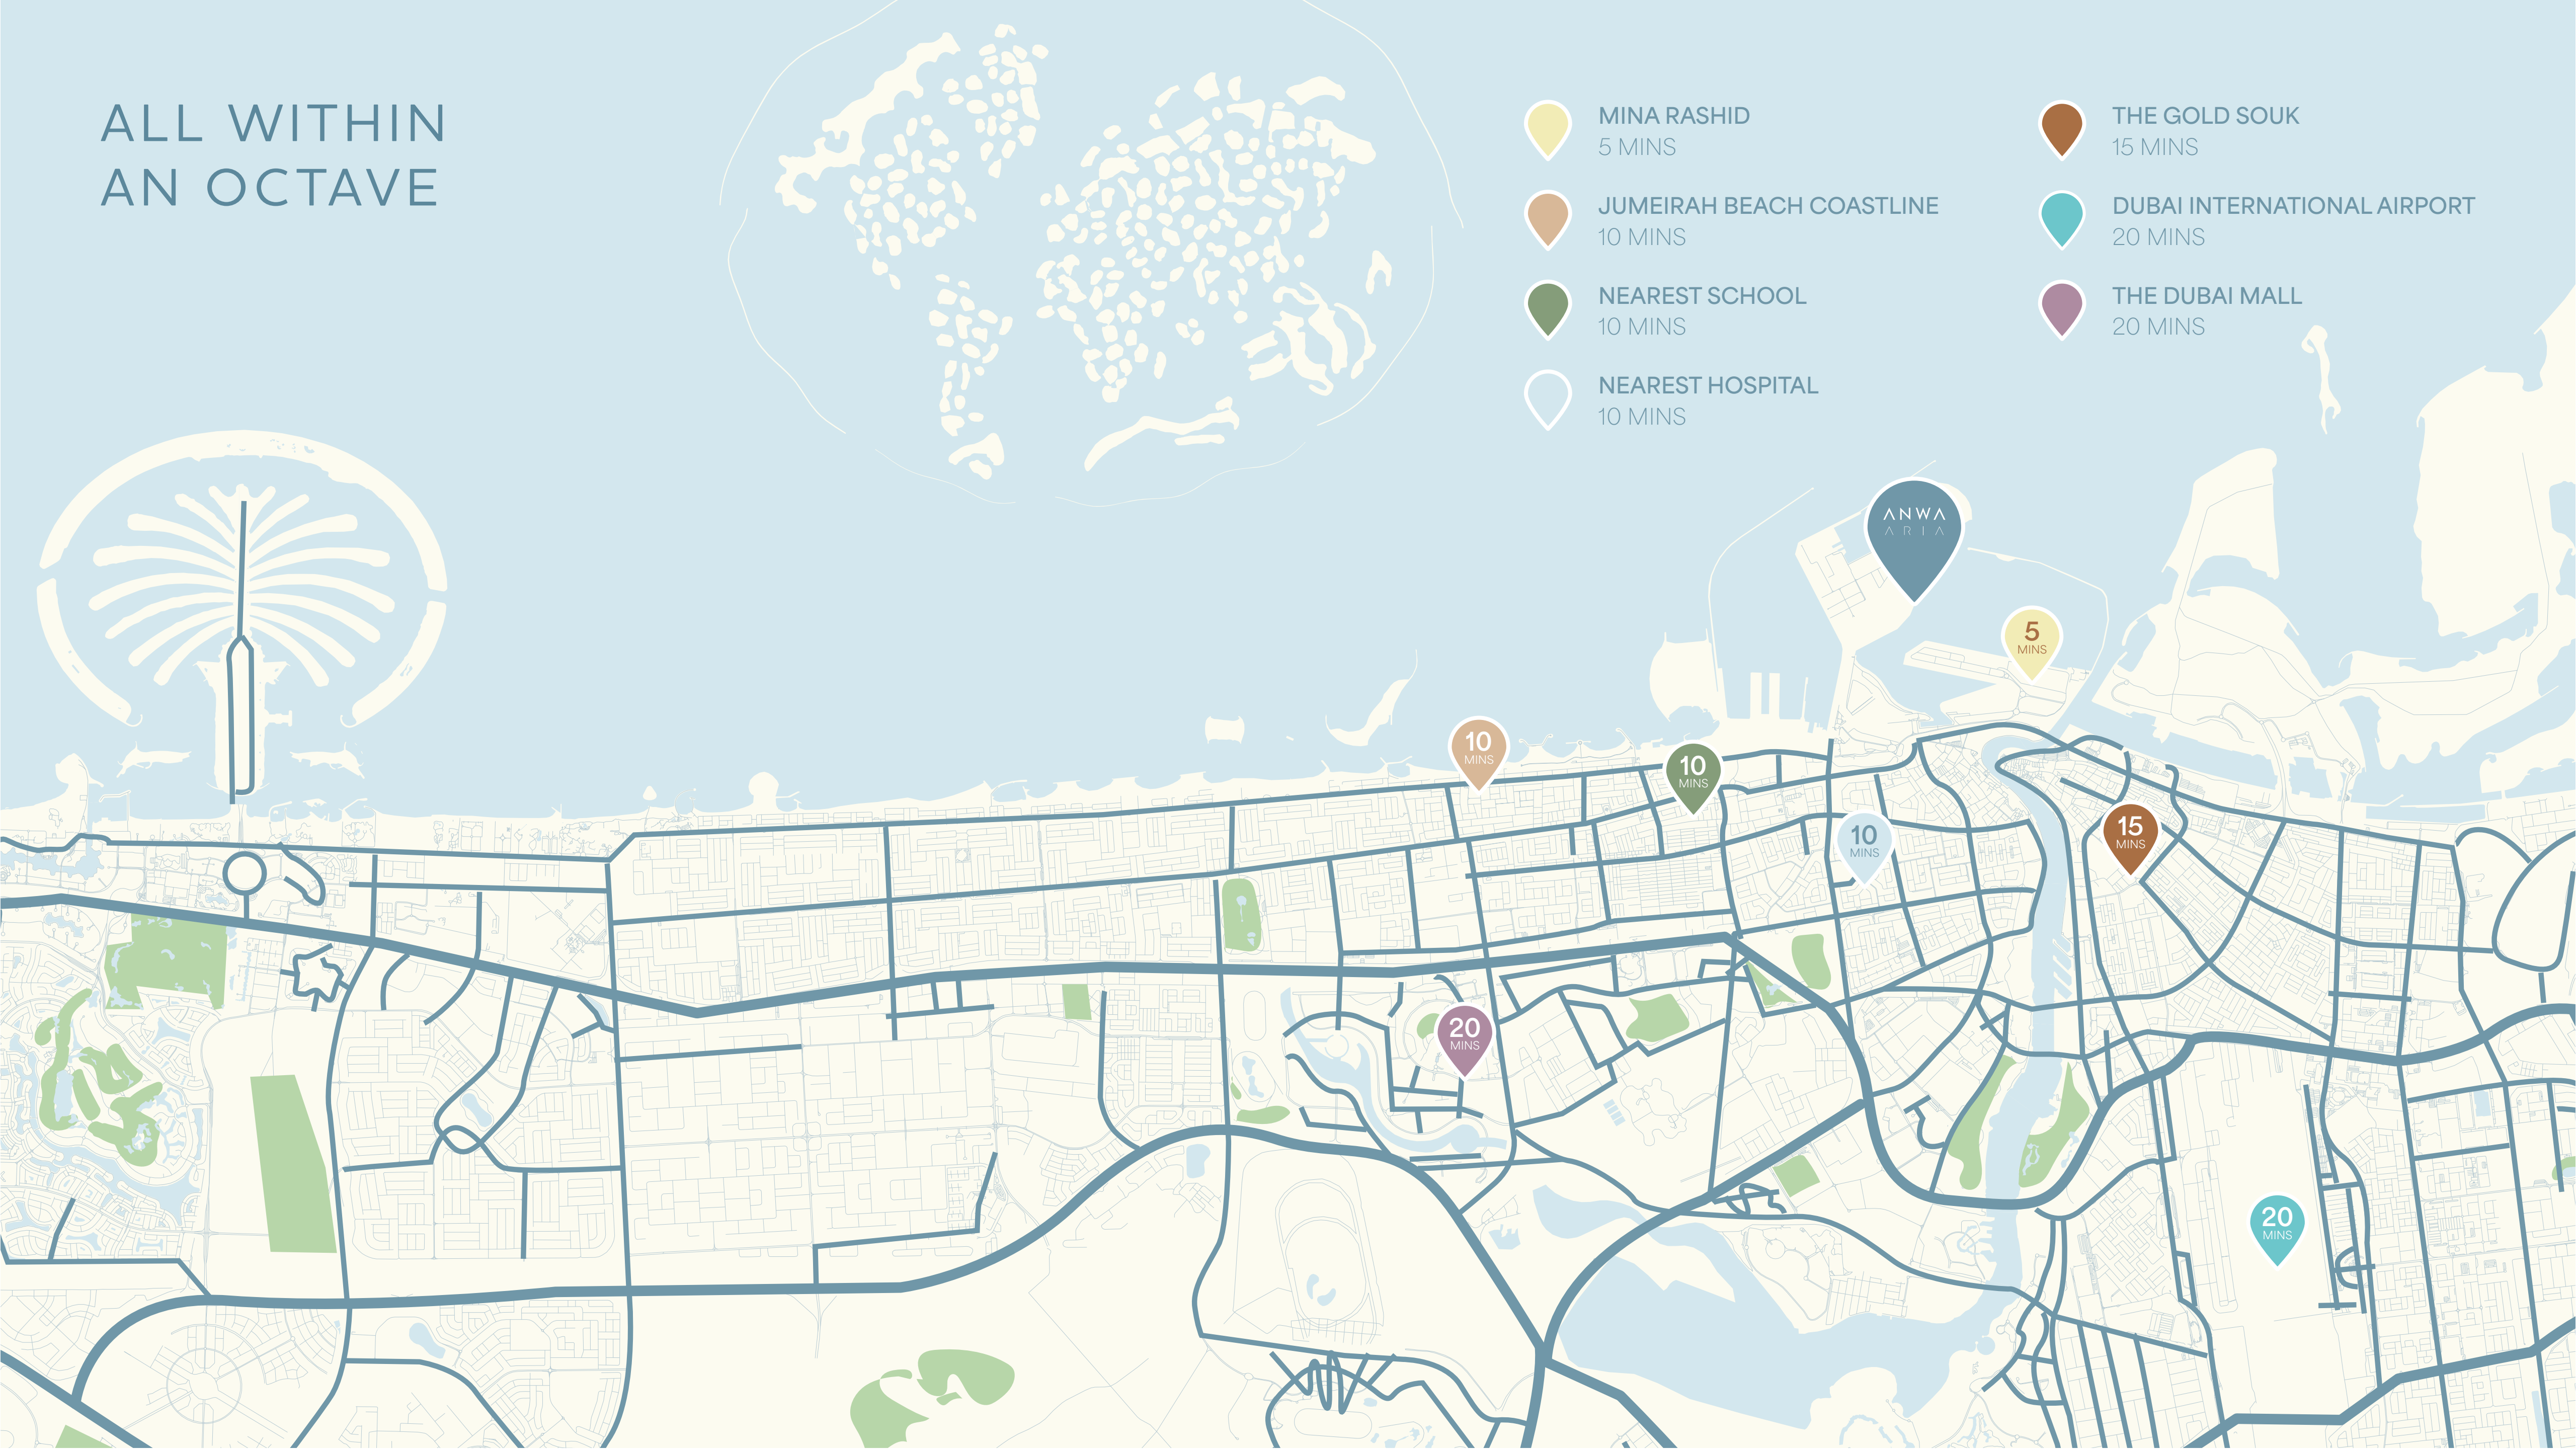 ALL WITHIN
AN OCTAVE
MINA RASHID
5 MINS
JUMEIRAH BEACH COASTLINE
10 MINS
NEAREST SCHOOL
10 MINS
NEAREST HOSPITAL
10 MINS
THE GOLD SOUK
15 MINS
DUBAI INTERNATIONAL AIRPORT
20 MINS
THE DUBAI MALL
20 MINS
ANWA
ARIA
5
MINS
10
MINS
10
MINS
10
MINS
15
MINS
20
MINS
20
MINS